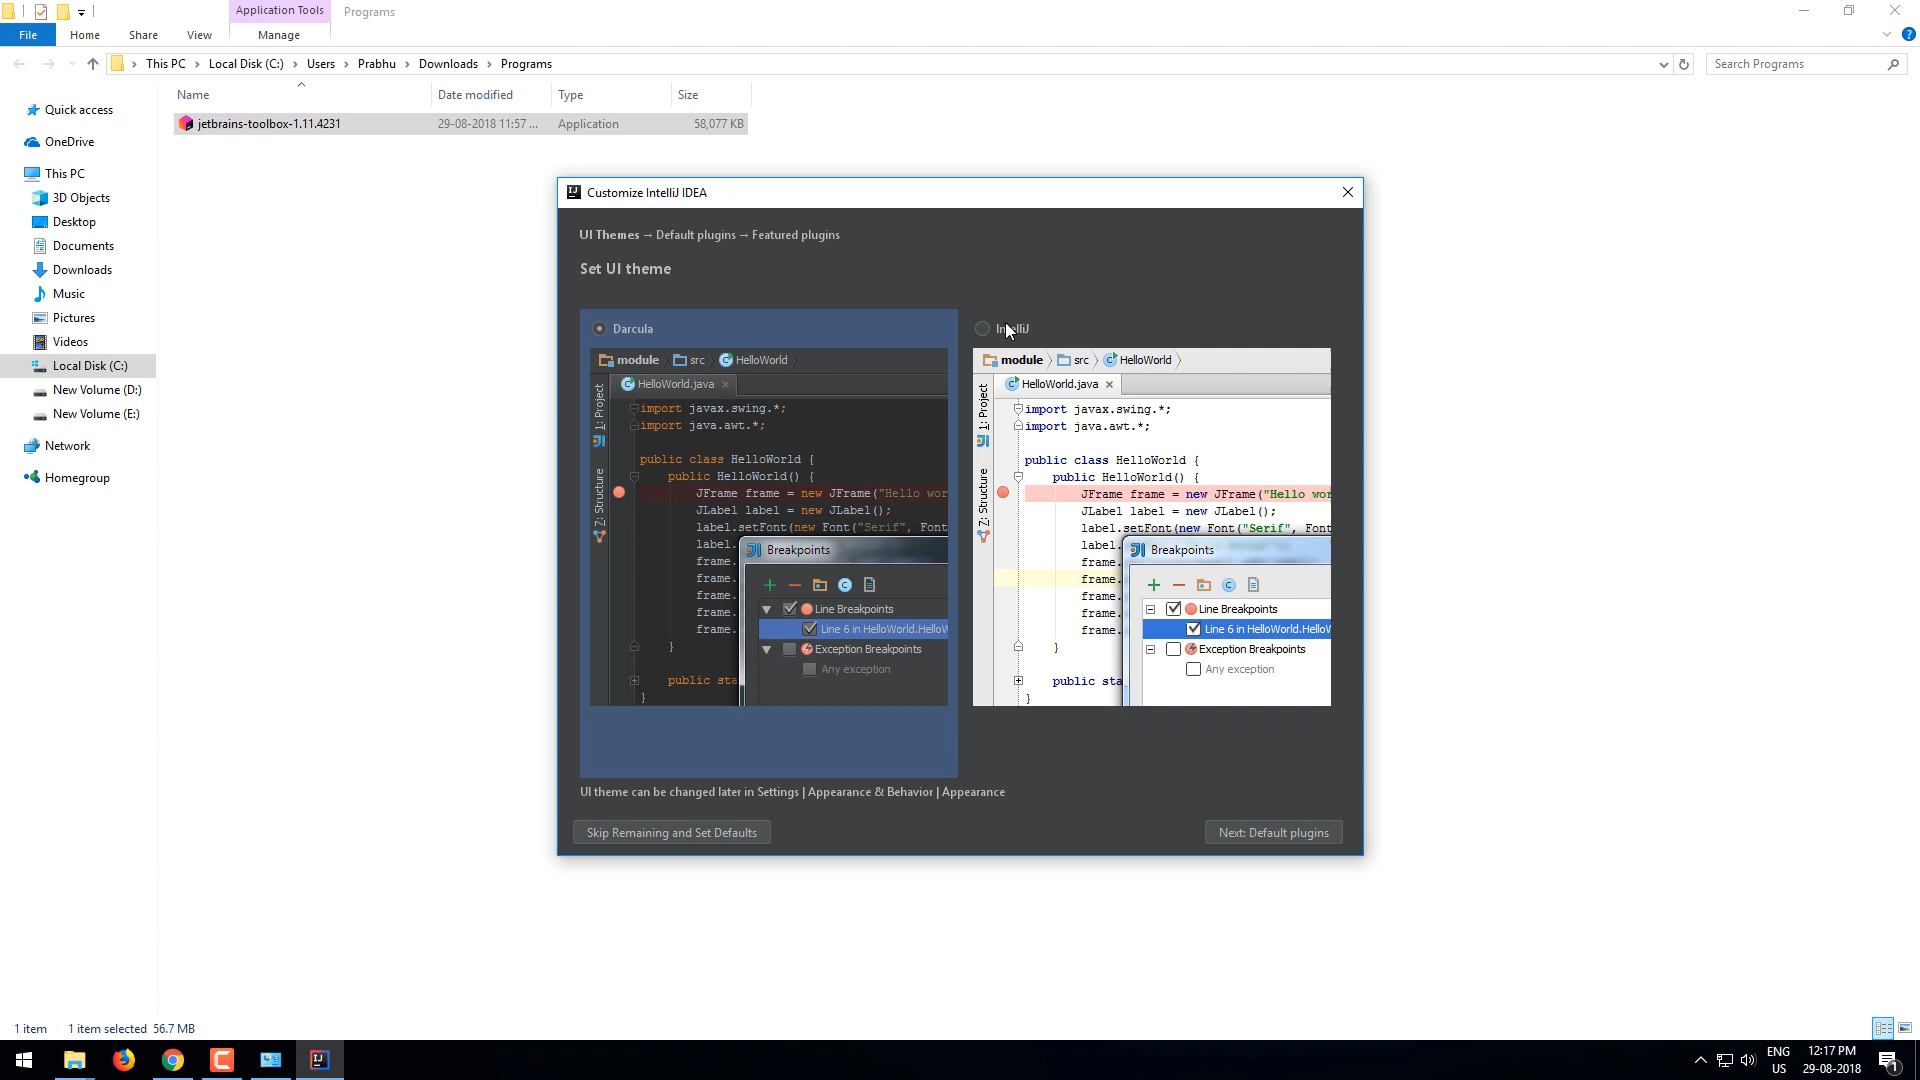 Application Tools
Programs
File
Home
Share
View
Manage
This PC
Local Disk (C:)
Users
Prabhu
Downloads
Programs
Search Programs
Name
Date modified
Type
Size
jetbrains-toolbox-1.11.4231
29-08-2018 11:57 ...
Application
58,077 KB
Quick access
OneDrive
This PC
3D Objects
Desktop
Documents
Downloads
Music
Pictures
Videos
Local Disk (C:)
New Volume (D:)
New Volume (E:)
Network
Homegroup
Customize IntelliJ IDEA
UI Themes → Default plugins → Featured plugins
Set UI theme
Darcula
module
src
HelloWorld
HelloWorld.java
1: Project
Z: Structure
import javax.swing.*;
import java.awt.*;
public class HelloWorld {
public HelloWorld() {
JFrame frame = new JFrame("Hello wor
JLabel label = new JLabel();
label.setFont(new Font("Serif", Font
label.
frame.
frame.
frame.
frame.
frame.
}
public sta
}
Breakpoints
Line Breakpoints
Line 6 in HelloWorld.HelloW
Exception Breakpoints
Any exception
IntelliJ
module
src
HelloWorld
HelloWorld.java
1: Project
Z: Structure
import javax.swing.*;
import java.awt.*;
public class HelloWorld {
public HelloWorld() {
JFrame frame = new JFrame("Hello wor
JLabel label = new JLabel();
label.setFont(new Font("Serif", Font
label.
frame.
frame.
frame.
frame.
frame.
}
public sta
}
Breakpoints
Line Breakpoints
Line 6 in HelloWorld.HelloW
Exception Breakpoints
Any exception
UI theme can be changed later in Settings | Appearance & Behavior | Appearance
Skip Remaining and Set Defaults
Next: Default plugins
1 item
1 item selected 56.7 MB
ENG
US
12:17 PM
29-08-2018
1